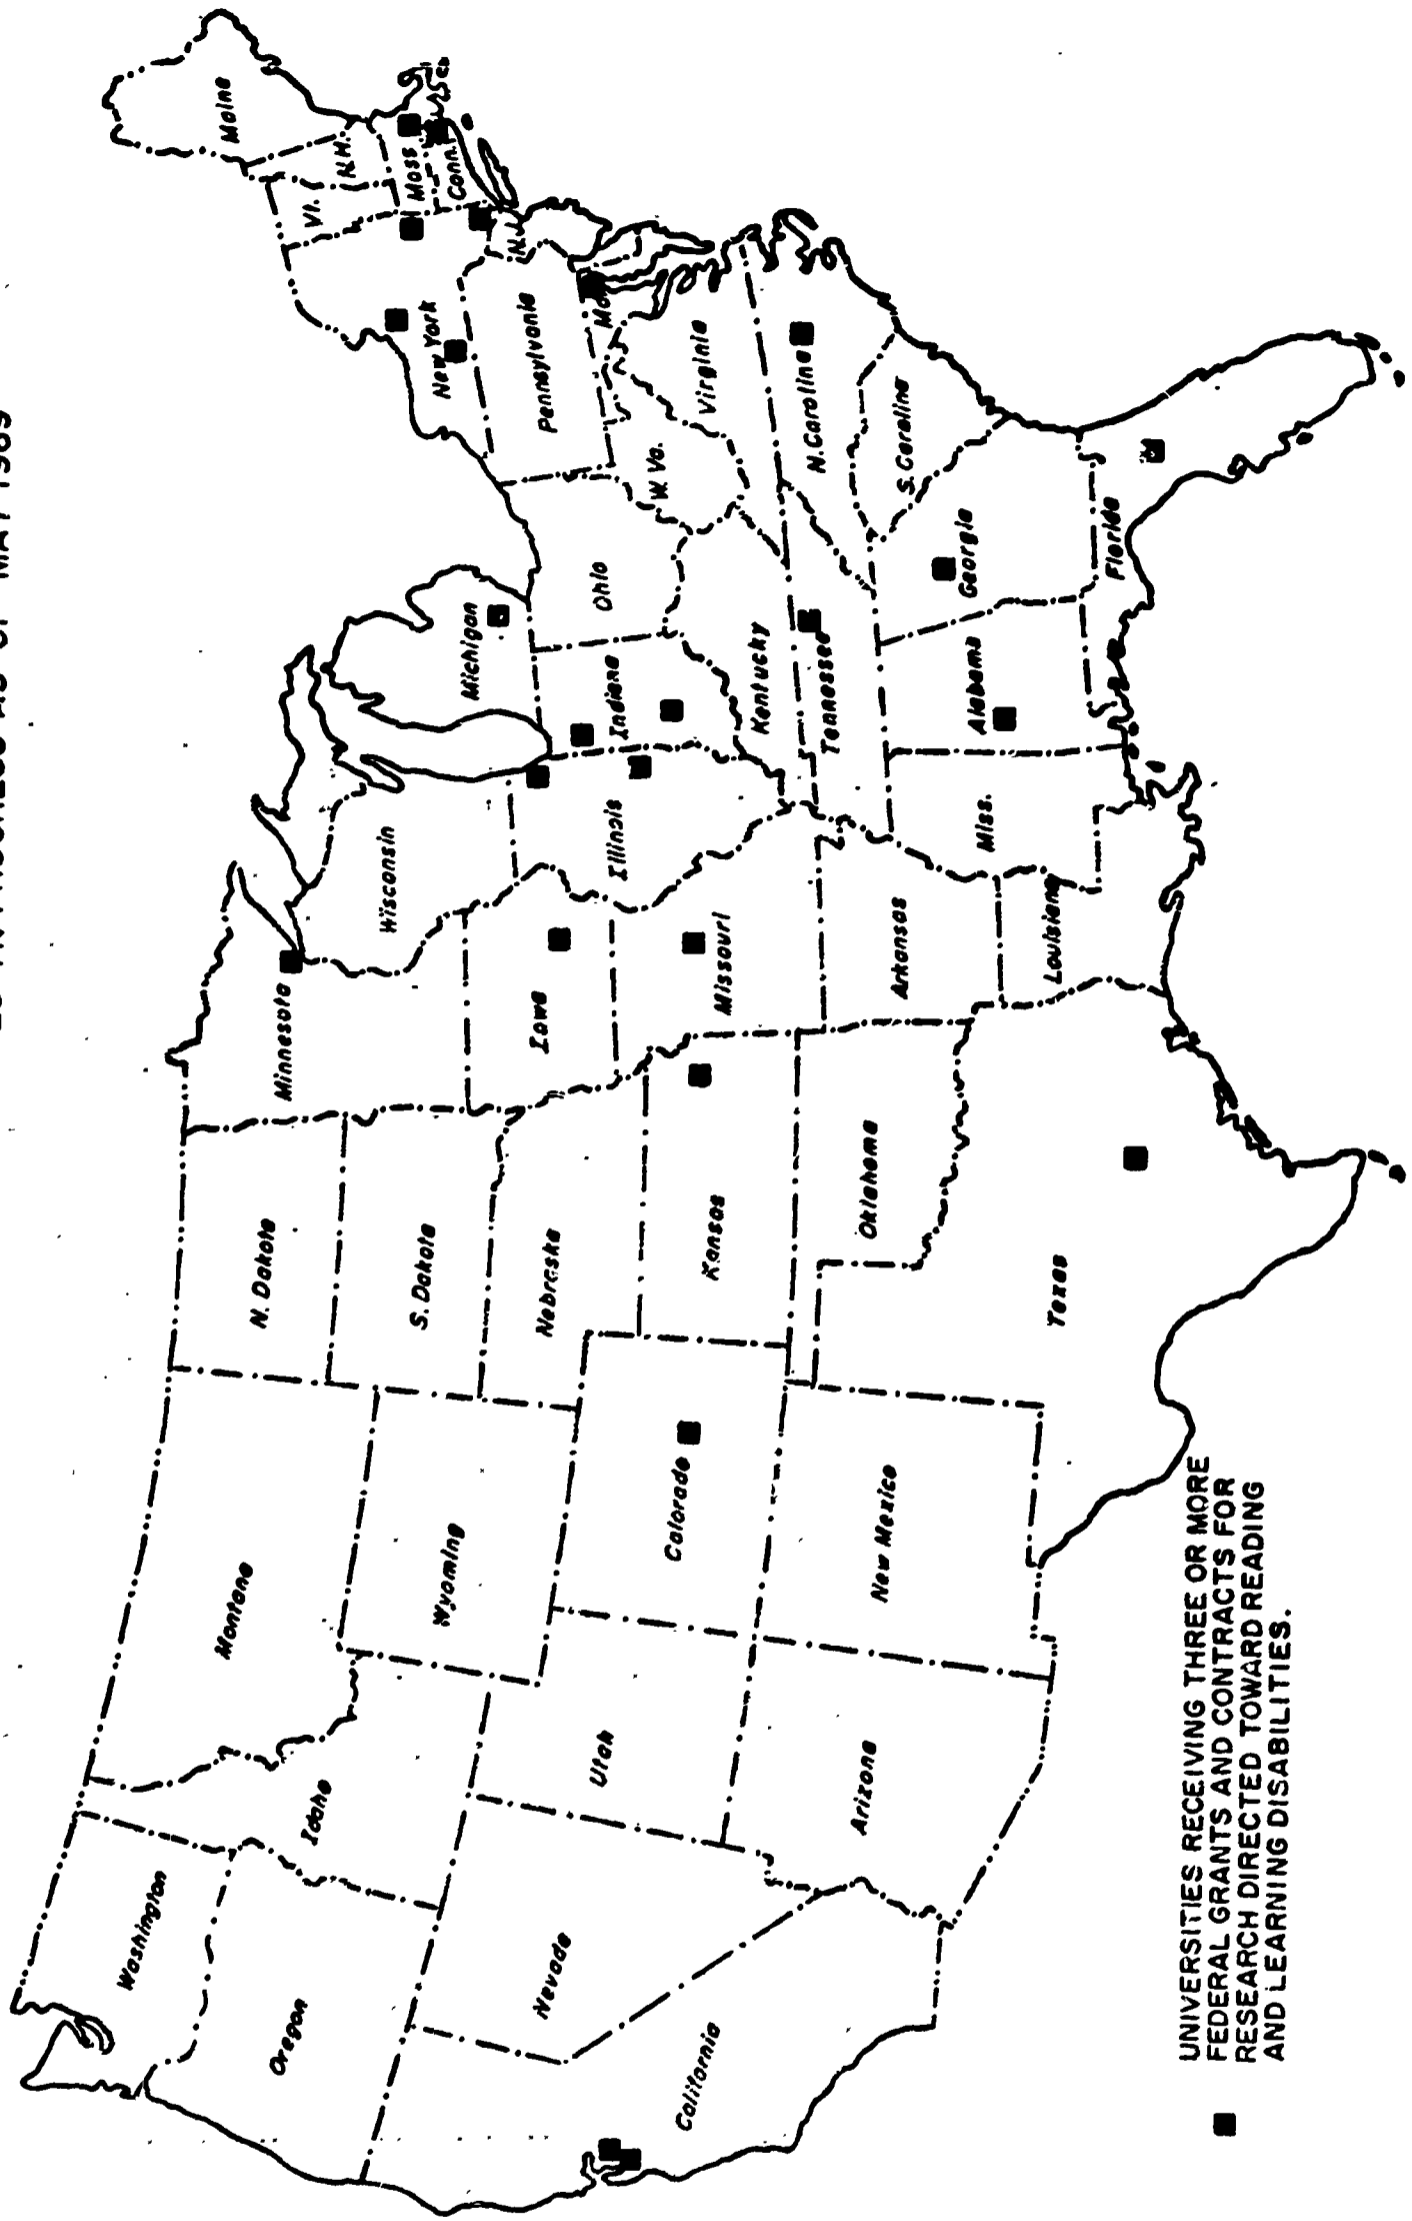 Washington
Oregon
California
Nevada
Idaho
Montana
Wyoming
Utah
Arizona
Colorado
New Mexico
N. Dakota
S. Dakota
Nebraska
Kansas
Oklahoma
Texas
Minnesota
Iowa
Missouri
Arkansas
Louisiana
Wisconsin
Illinois
Michigan
Indiana
Ohio
Kentucky
Tennessee
Miss.
Alabama
Georgia
Florida
S. Carolina
N. Carolina
Virginia
W. Va.
Pennsylvania
New York
N.J.
Conn.
Mass
Vt.
N.H.
Maine
UNIVERSITIES RECEIVING THREE OR MORE
FEDERAL GRANTS AND CONTRACTS FOR
RESEARCH DIRECTED TOWARD READING
AND LEARNING DISABILITIES.